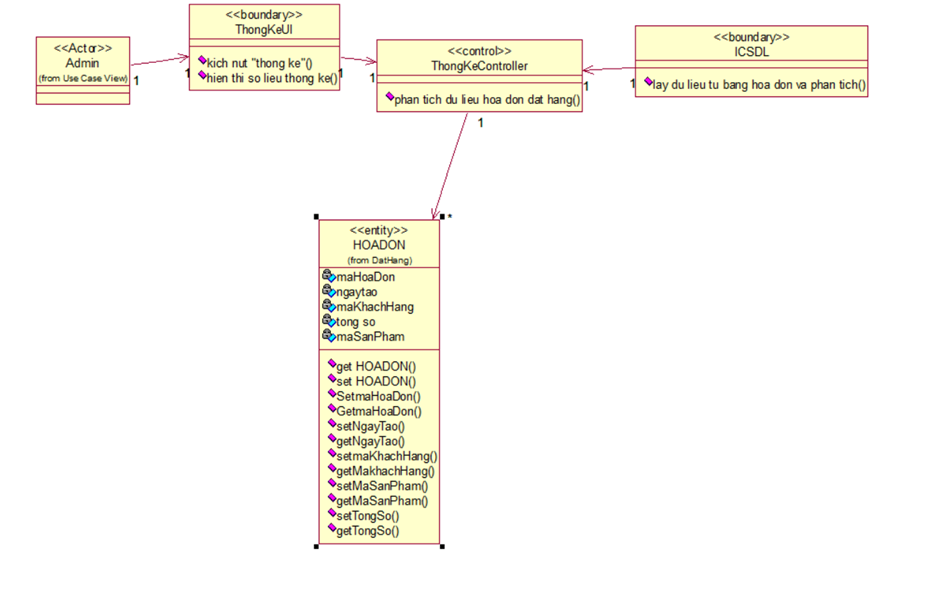 <<Actor>>
Admin
(from Use Case View)
1
<<boundary>>
ThongKeUI
kich nut "thong ke"()
hien thi so lieu thong ke()
1
1
<<control>>
ThongKeController
phan tich du lieu hoa don dat hang()
1
1
1
<<boundary>>
ICSDL
lay du lieu tu bang hoa don va phan tich()
1
*
<<entity>>
HOADON
(from DatHang)
maHoaDon
ngaytao
maKhachHang
tong so
maSanPham
get HOADON()
set HOADON()
SetmaHoaDon()
GetmaHoaDon()
setNgayTao()
getNgayTao()
setmaKhachHang()
getMakhachHang()
setMaSanPham()
getMaSanPham()
setTongSo()
getTongSo()